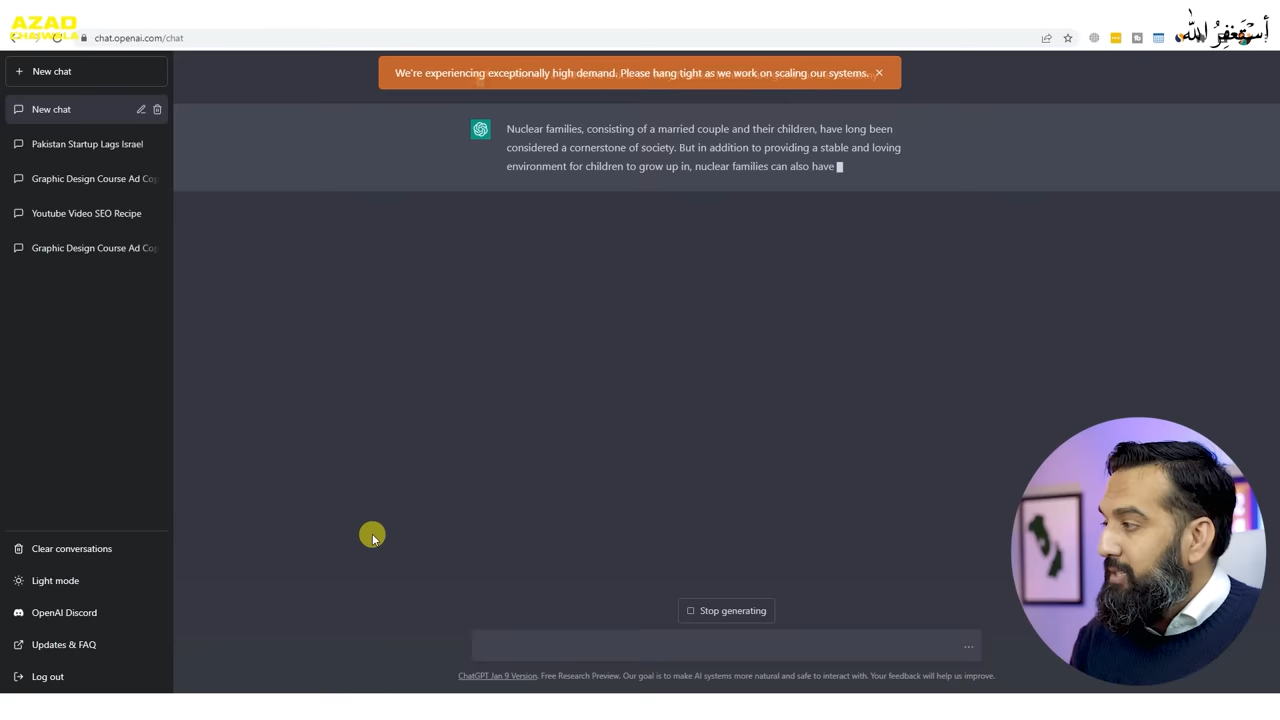 AZAD
CHAIWALA
chat.openai.com/chat
أستغفر الله
New chat
We're experiencing exceptionally high demand. Please hang tight as we work on scaling our systems.
New chat
Pakistan Startup Lags Israel
Graphic Design Course Ad Cop
Youtube Video SEO Recipe
Graphic Design Course Ad Cop
Nuclear families, consisting of a married couple and their children, have long been
considered a cornerstone of society. But in addition to providing a stable and loving
environment for children to grow up in, nuclear families can also have
Clear conversations
Light mode
OpenAI Discord
Updates & FAQ
Log out
Stop generating
...
ChatGPT Jan 9 Version. Free Research Preview. Our goal is to make AI systems more natural and safe to interact with. Your feedback will help us improve.